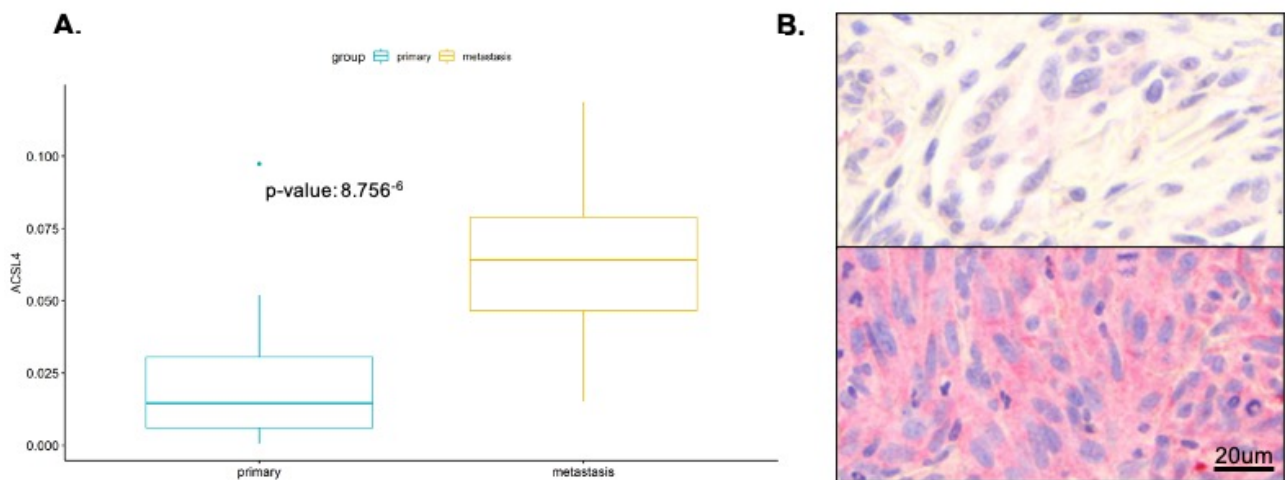 A.
B.
group primary metastasis
0.100
p-value: 8.756-6
0.075
ACSL4
0.050
0.025
0.000
primary metastasis
20um